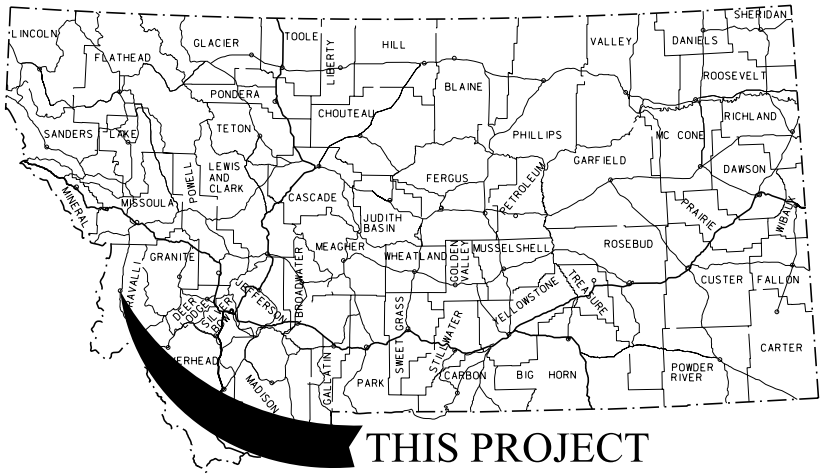 SHERIDAN
LINCOLN
GLACIER
TOOLE
LIBERTY
HILL
VALLEY
DANIELS
FLATHEAD
ROOSEVELT
PONDERA
BLAINE
CHOUTEAU
RICHLAND
SANDERS
LAKE
TETON
PHILLIPS
MC CONE
GARFIELD
LEWIS
AND
CLARK
POWELL
FERGUS
PETROLEUM
DAWSON
MINERAL
MISSOULA
CASCADE
JUDITH
BASIN
PRAIRIE
WIBAUX
MEAGHER
BROADWATER
WHEATLAND
GOLDEN
VALLEY
MUSSELSHELL
ROSEBUD
GRANITE
RAVALLI
CUSTER
FALLON
DEER
LODGE
SILVER
BOW
JEFFERSON
YELLOWSTONE
TREASURE
SWEET GRASS
STILLWATER
CARTER
ERHEAD
MADISON
GALLATIN
PARK
CARBON
BIG HORN
POWDER
RIVER
THIS PROJECT